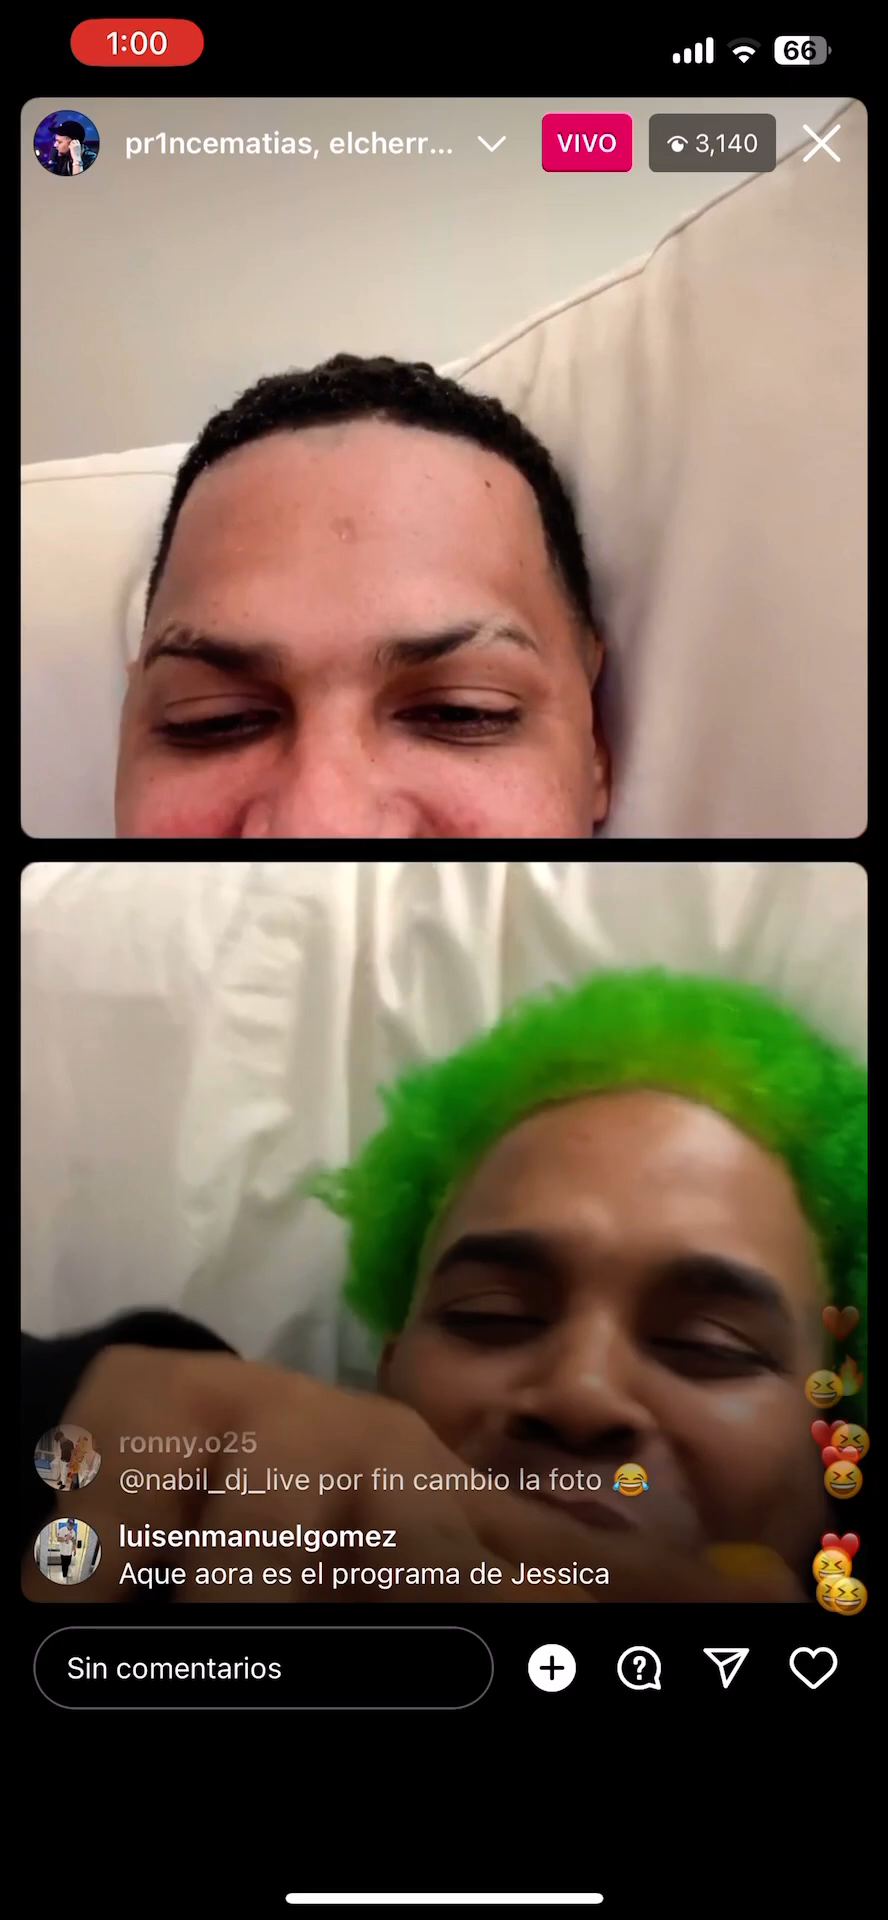 1:00
66
pr1ncematias, elcherr...
VIVO
3,140
ronny.o25
@nabil_dj_live por fin cambio la foto 😂
luisenmanuelgomez
Aque aora es el programa de Jessica
Sin comentarios